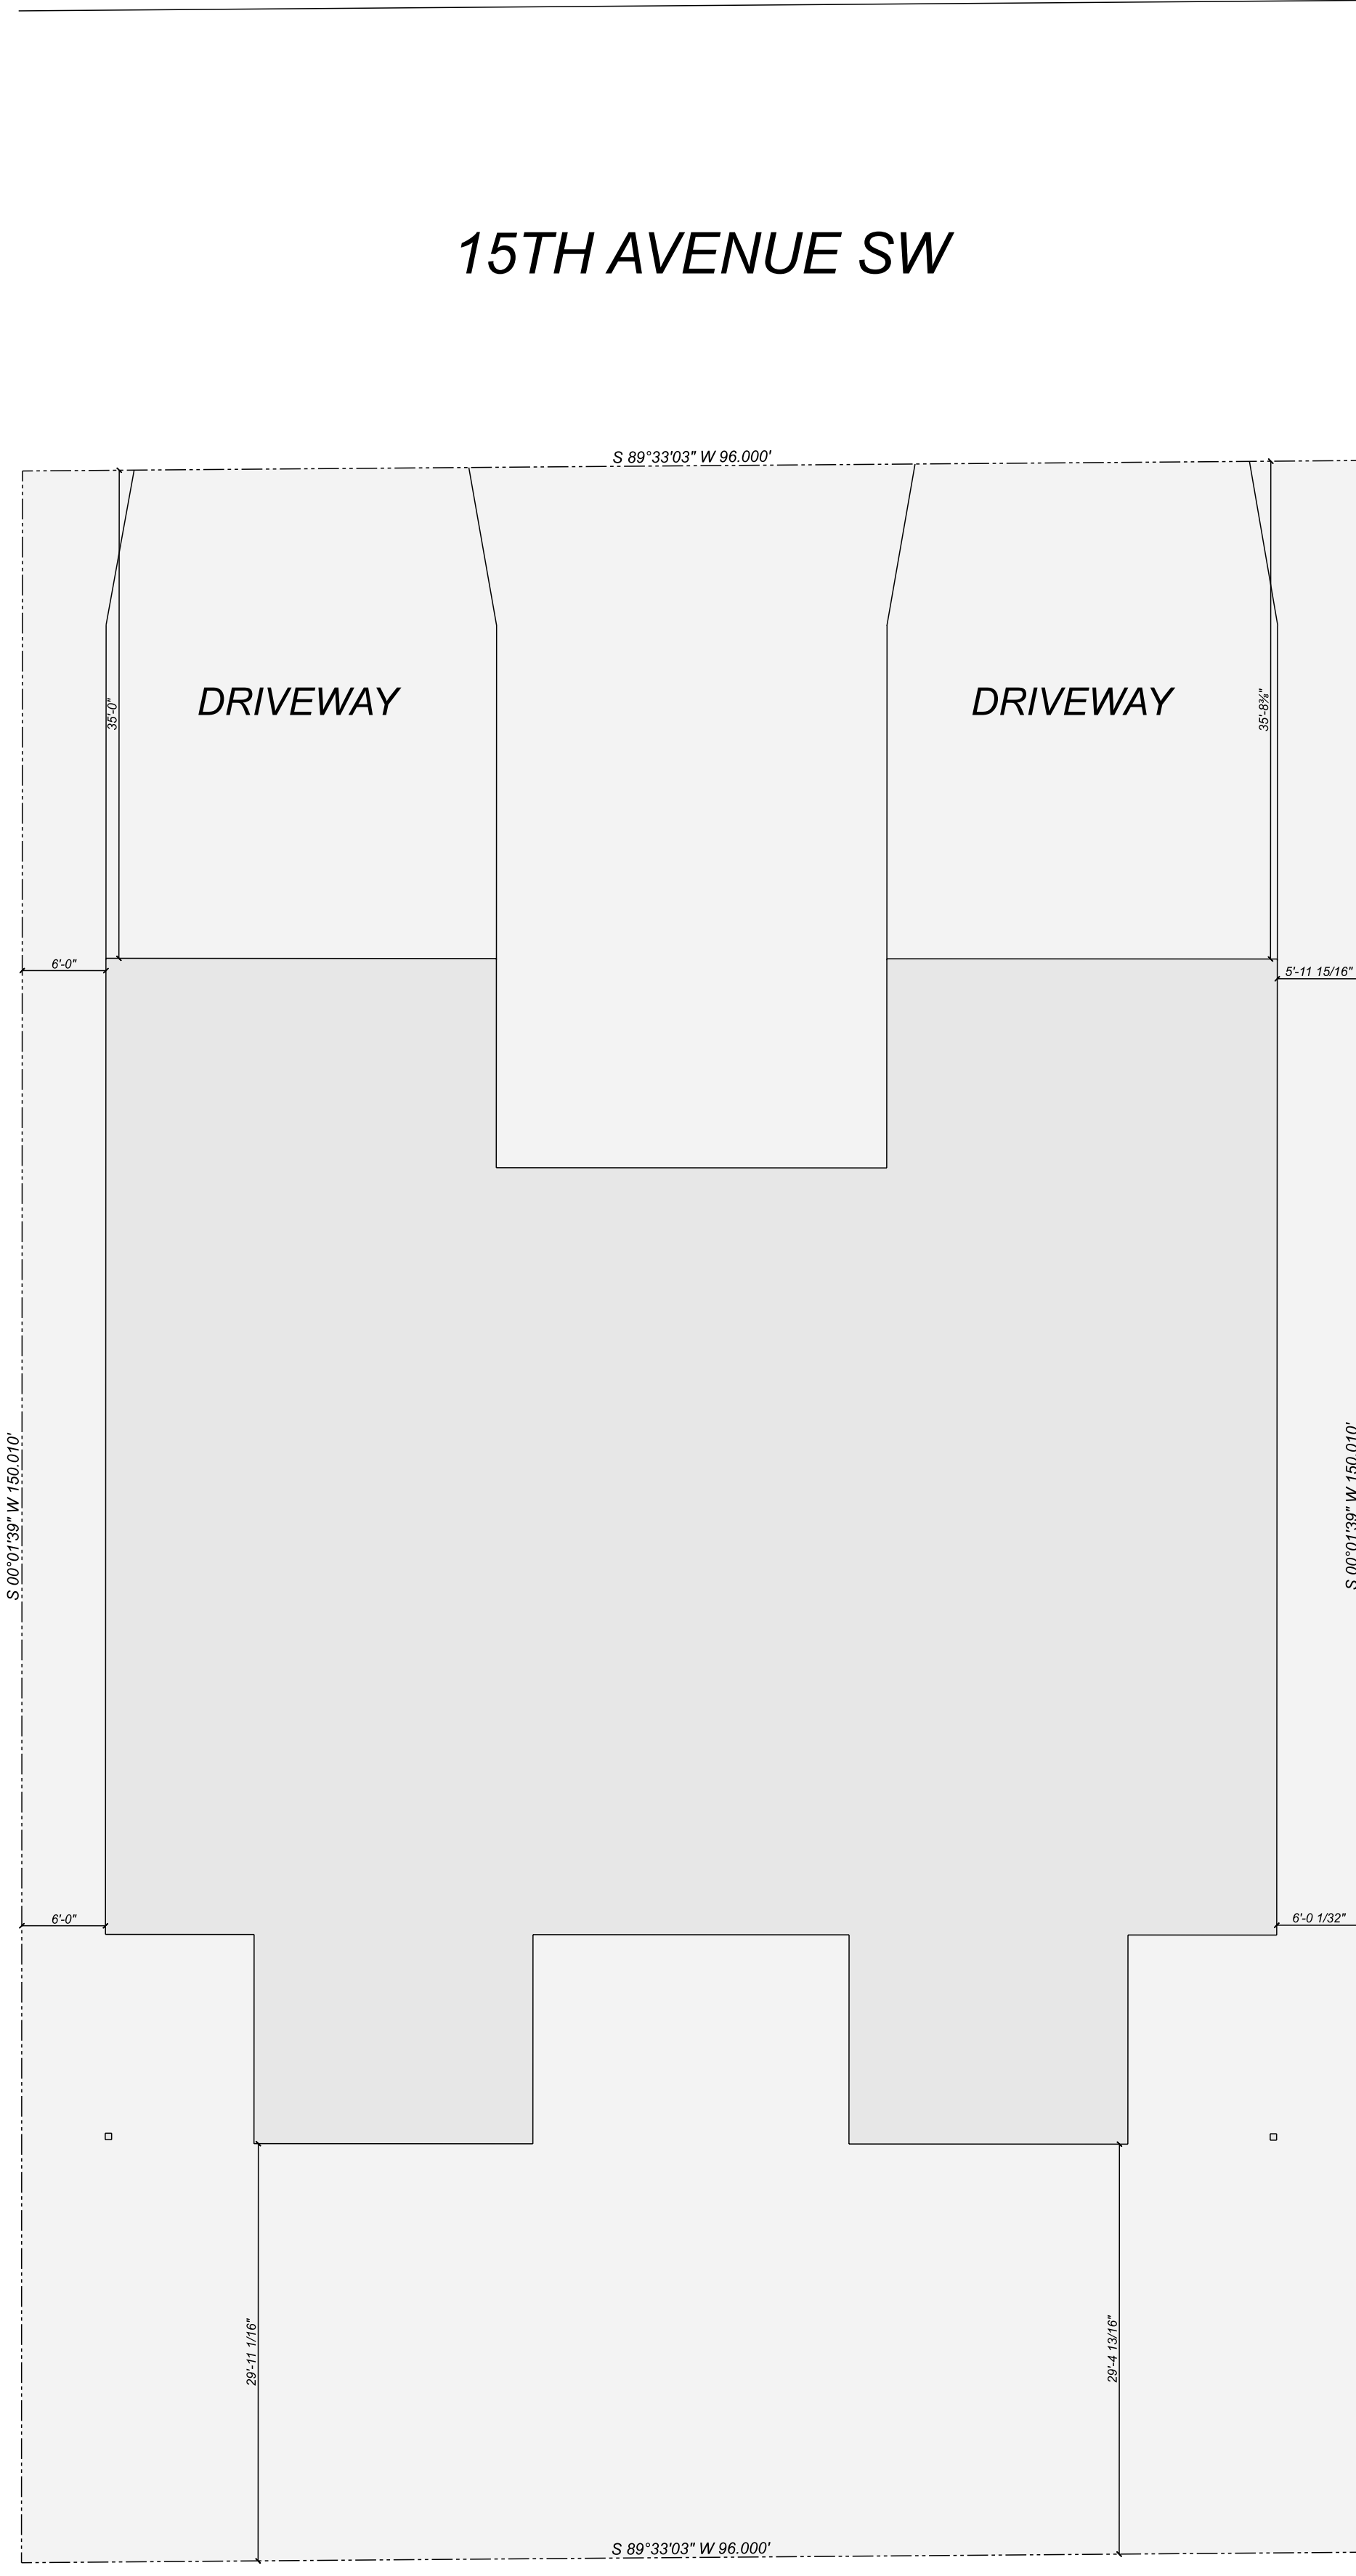 15TH AVENUE SW
S 89°33'03" W 96.000'
DRIVEWAY
DRIVEWAY
35'-0"
35'-8⅜"
6'-0"
5'-11 15/16"
S 00°01'39" W 150.010'
S 00°01'39" W 150.010'
6'-0"
6'-0 1/32"
29'-11 1/16"
29'-4 13/16"
S 89°33'03" W 96.000'